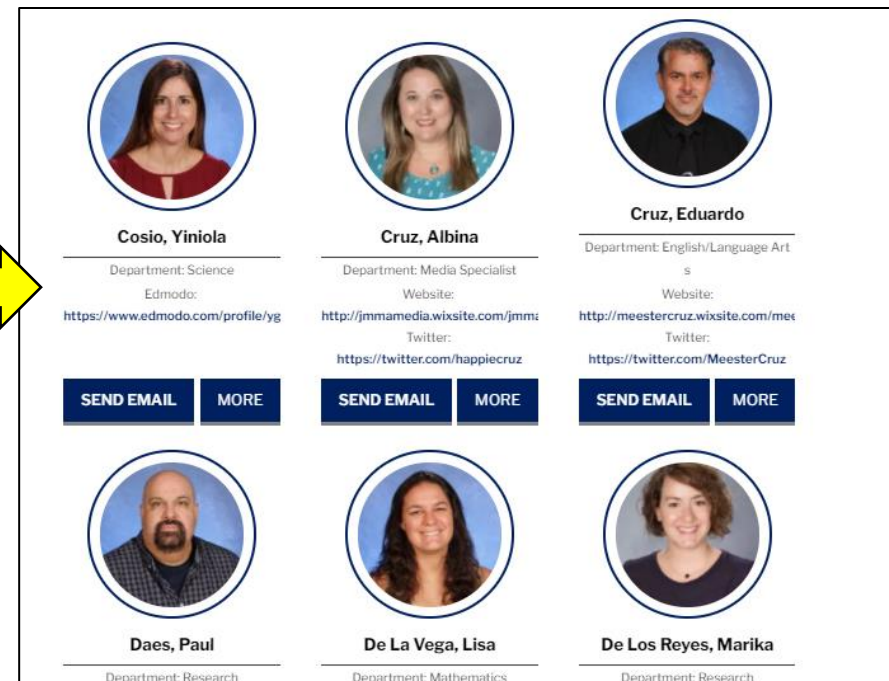 Cosio, Yiniola
Department: Science
Edmodo:
https://www.edmodo.com/profile/yg
SEND EMAIL MORE
Cruz, Albina
Department: Media Specialist
Website:
http://jmmamedia.wixsite.com/jmma
Twitter:
https://twitter.com/happiecruz
SEND EMAIL MORE
Cruz, Eduardo
Department: English/Language Art
s
Website:
http://meestercruz.wixsite.com/mee
Twitter:
https://twitter.com/MeesterCruz
SEND EMAIL MORE
Daes, Paul
Department: Research
De La Vega, Lisa
Department: Mathematics
De Los Reyes, Marika
Department: Research